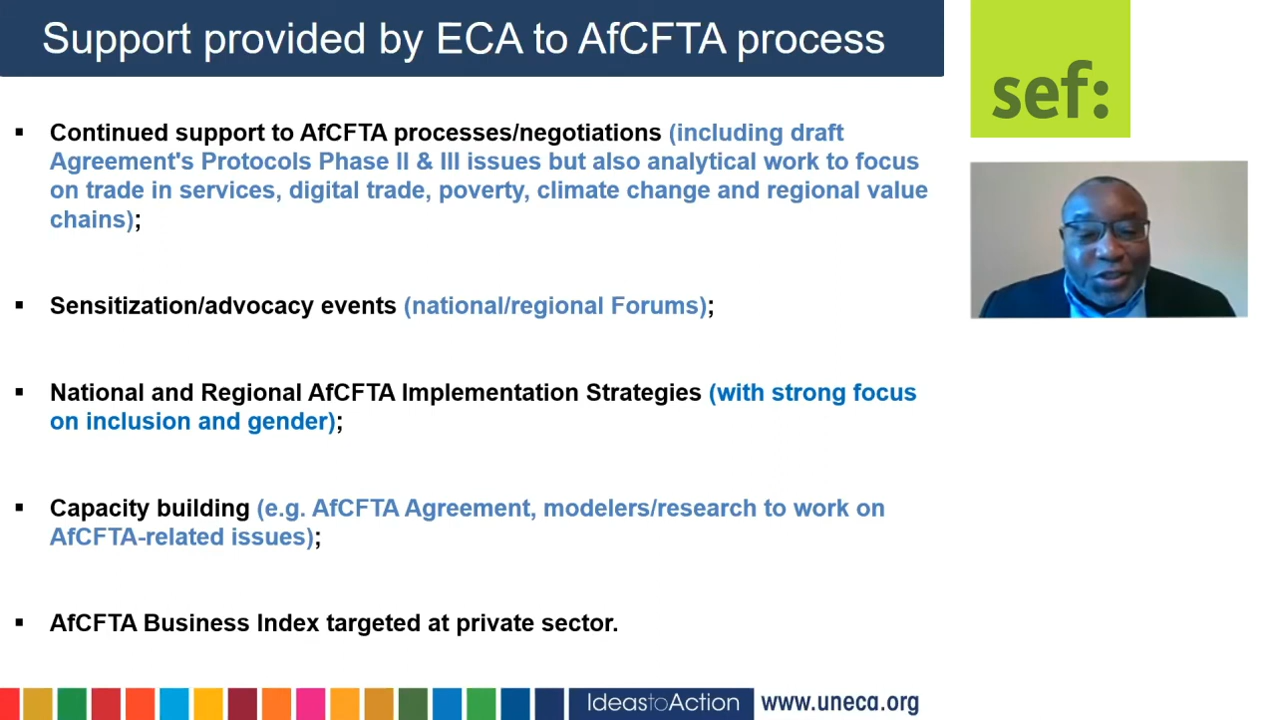 Support provided by ECA to AfCFTA process
sef:
▪ Continued support to AfCFTA processes/negotiations (including draft
Agreement's Protocols Phase II & III issues but also analytical work to focus
on trade in services, digital trade, poverty, climate change and regional value
chains);
▪ Sensitization/advocacy events (national/regional Forums);
▪ National and Regional AfCFTA Implementation Strategies (with strong focus
on inclusion and gender);
▪ Capacity building (e.g. AfCFTA Agreement, modelers/research to work on
AfCFTA-related issues);
▪ AfCFTA Business Index targeted at private sector.
IdeastoAction www.uneca.org